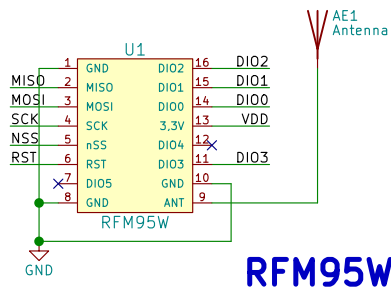 AE1
Antenna
U1
1 GND DIO2 16 DIO2
MISO 2 MISO DIO1 15 DIO1
MOSI 3 MOSI DIO0 14 DIO0
SCK 4 SCK 3,3V 13 VDD
NSS 5 nSS DIO4 12
RST 6 RST DIO3 11 DIO3
7 DIO5 GND 10
8 GND ANT 9
RFM95W
GND
RFM95W